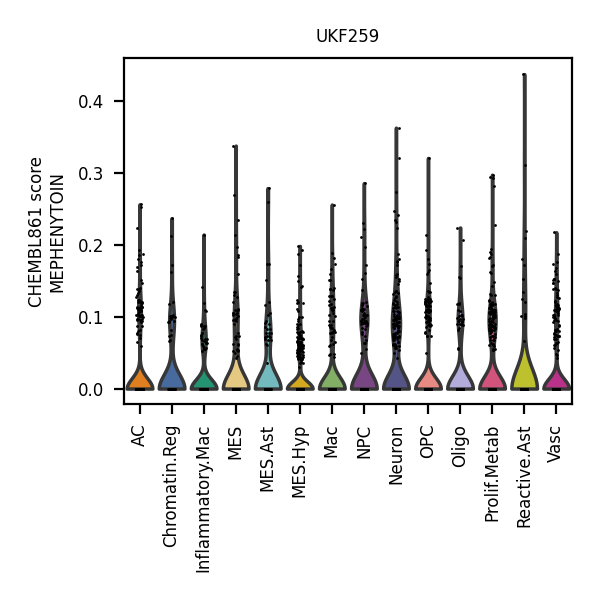 UKF259
CHEMBL861 score
MEPHENYTOIN
0.4
0.3
0.2
0.1
0.0
AC
Chromatin.Reg
Inflammatory.Mac
MES
MES.Ast
MES.Hyp
Mac
NPC
Neuron
OPC
Oligo
Prolif.Metab
Reactive.Ast
Vasc